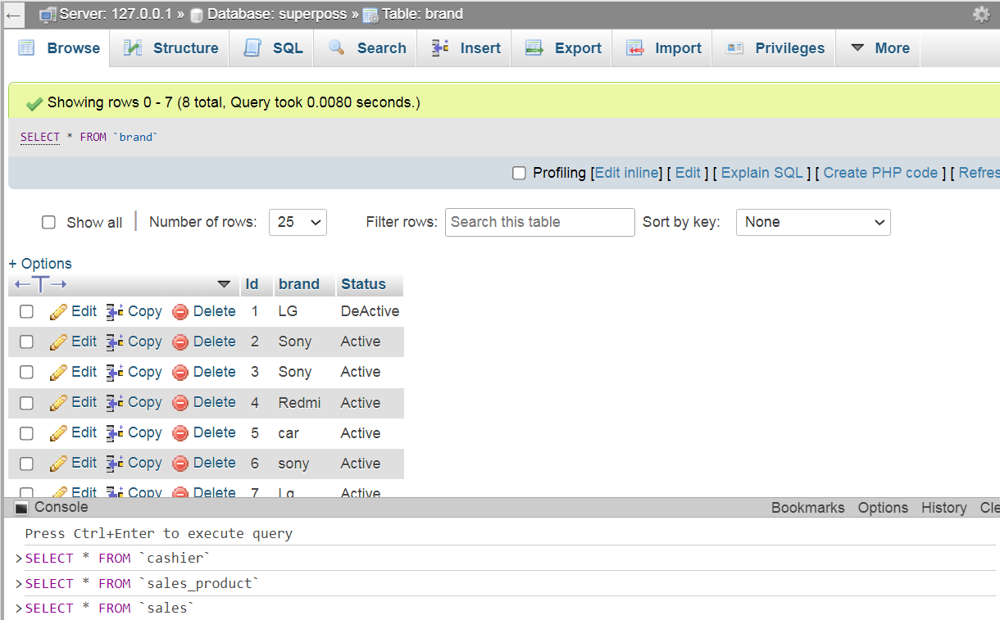 Server: 127.0.0.1 » Database: superposs » Table: brand
Browse Structure SQL Search Insert Export Import Privileges More
Showing rows 0 - 7 (8 total, Query took 0.0080 seconds.)
SELECT * FROM `brand`
Profiling [Edit inline] [ Edit ] [ Explain SQL ] [ Create PHP code ] [ Refres
Show all Number of rows: 25 Filter rows: Search this table Sort by key: None
+ Options
Id brand Status
Edit Copy Delete 1 LG DeActive
Edit Copy Delete 2 Sony Active
Edit Copy Delete 3 Sony Active
Edit Copy Delete 4 Redmi Active
Edit Copy Delete 5 car Active
Edit Copy Delete 6 sony Active
Edit Copy Delete 7 Lg Active
Console Bookmarks Options History Cle
Press Ctrl+Enter to execute query
>SELECT * FROM `cashier`
>SELECT * FROM `sales_product`
>SELECT * FROM `sales`